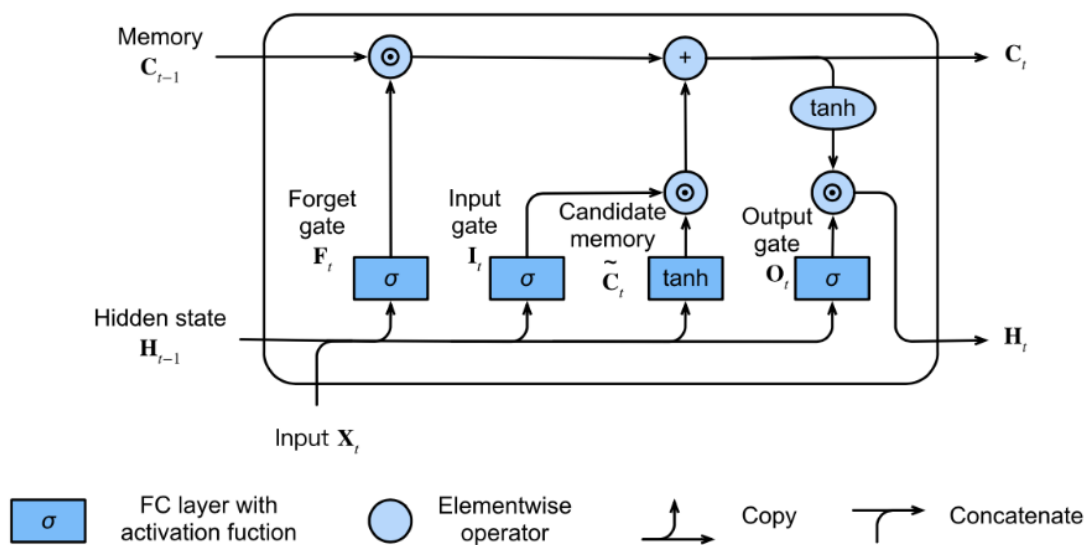 Memory
C_{t-1}
⊙
+
C_t
tanh
Forget
gate
F_t
σ
Input
gate
I_t
σ
⊙
Candidate
memory
C̃_t
tanh
⊙
Output
gate
O_t
σ
Hidden state
H_{t-1}
H_t
Input X_t
σ
FC layer with
activation fuction
Elementwise
operator
Copy
Concatenate